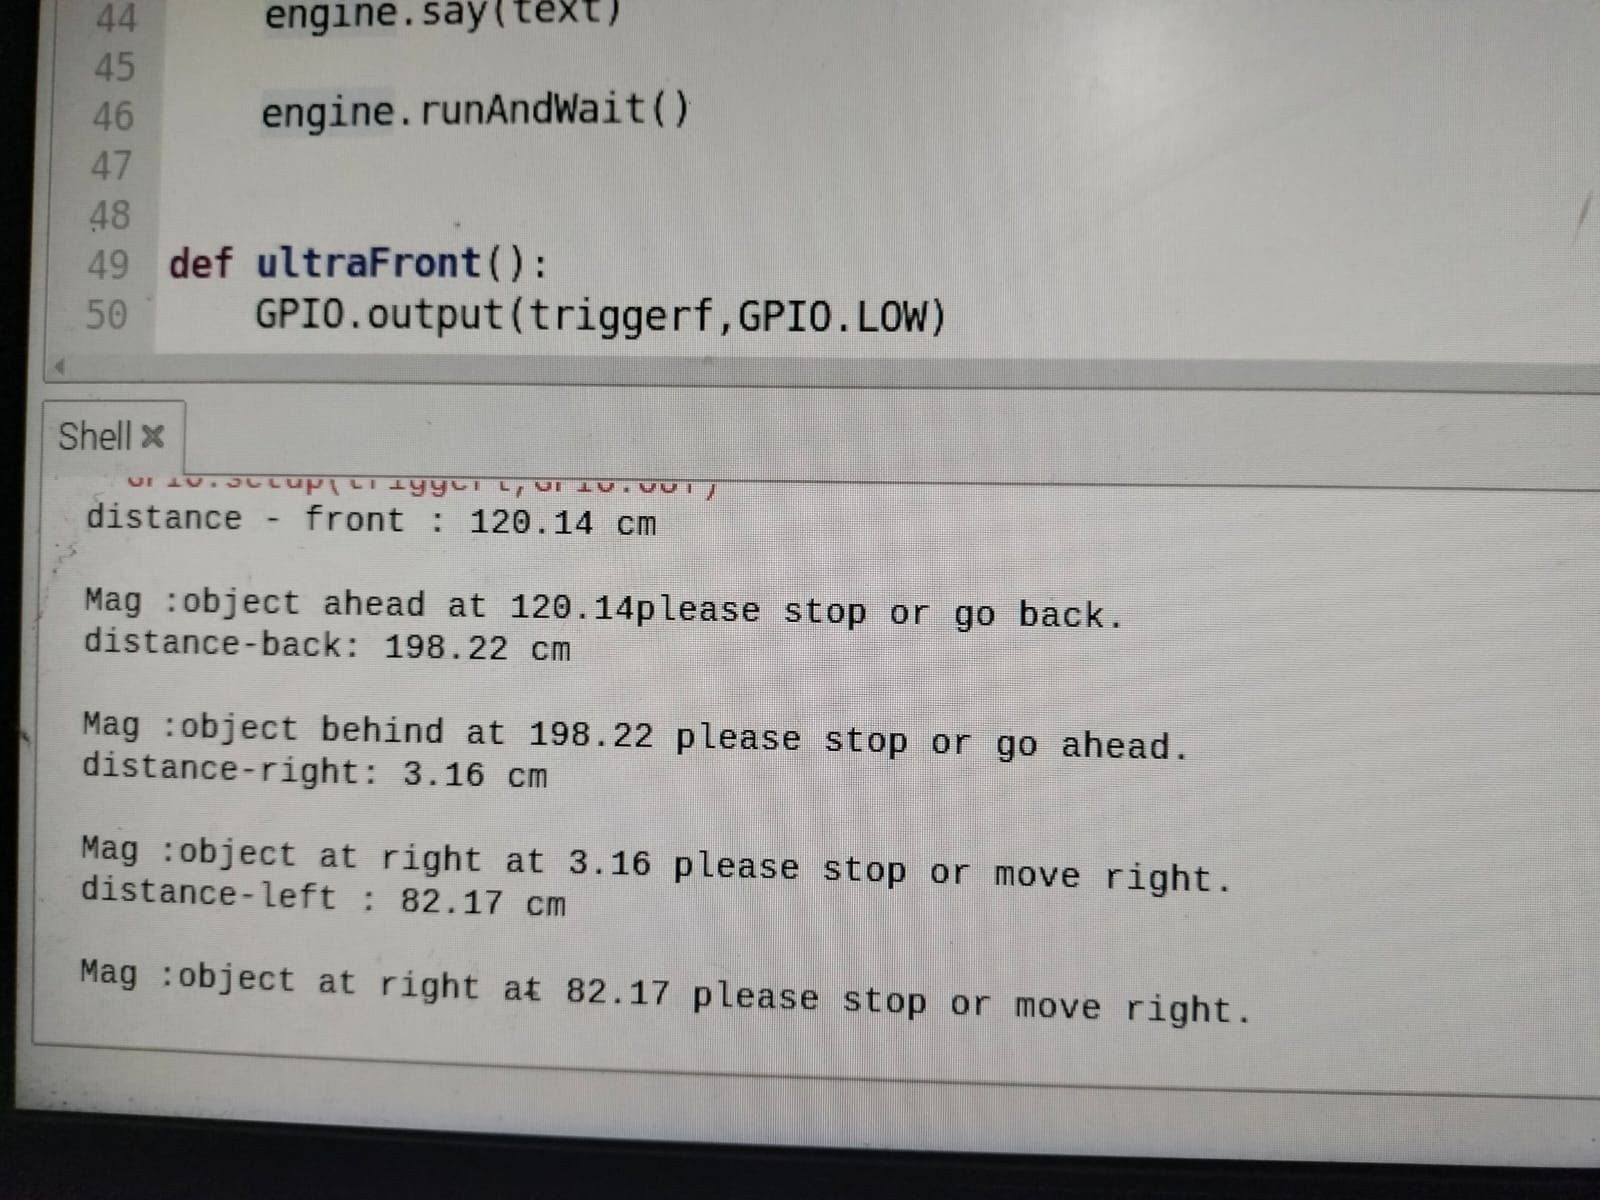 44 engine.say(text)
45
46 engine.runAndWait()
47
48
49 def ultraFront():
50 GPIO.output(triggerf,GPIO.LOW)
Shell
distance - front : 120.14 cm
Mag :object ahead at 120.14please stop or go back.
distance-back: 198.22 cm
Mag :object behind at 198.22 please stop or go ahead.
distance-right: 3.16 cm
Mag :object at right at 3.16 please stop or move right.
distance-left : 82.17 cm
Mag :object at right at 82.17 please stop or move right.